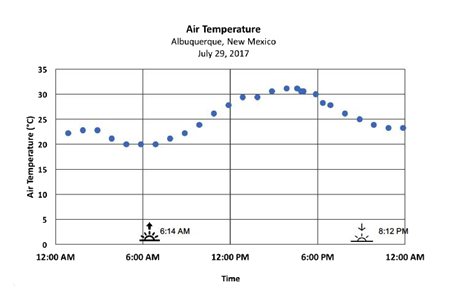 Air Temperature
Albuquerque, New Mexico
July 29, 2017
35
30
25
20
15
10
5
0
Air Temperature (°C)
6:14 AM
8:12 PM
12:00 AM
6:00 AM
12:00 PM
6:00 PM
12:00 AM
Time